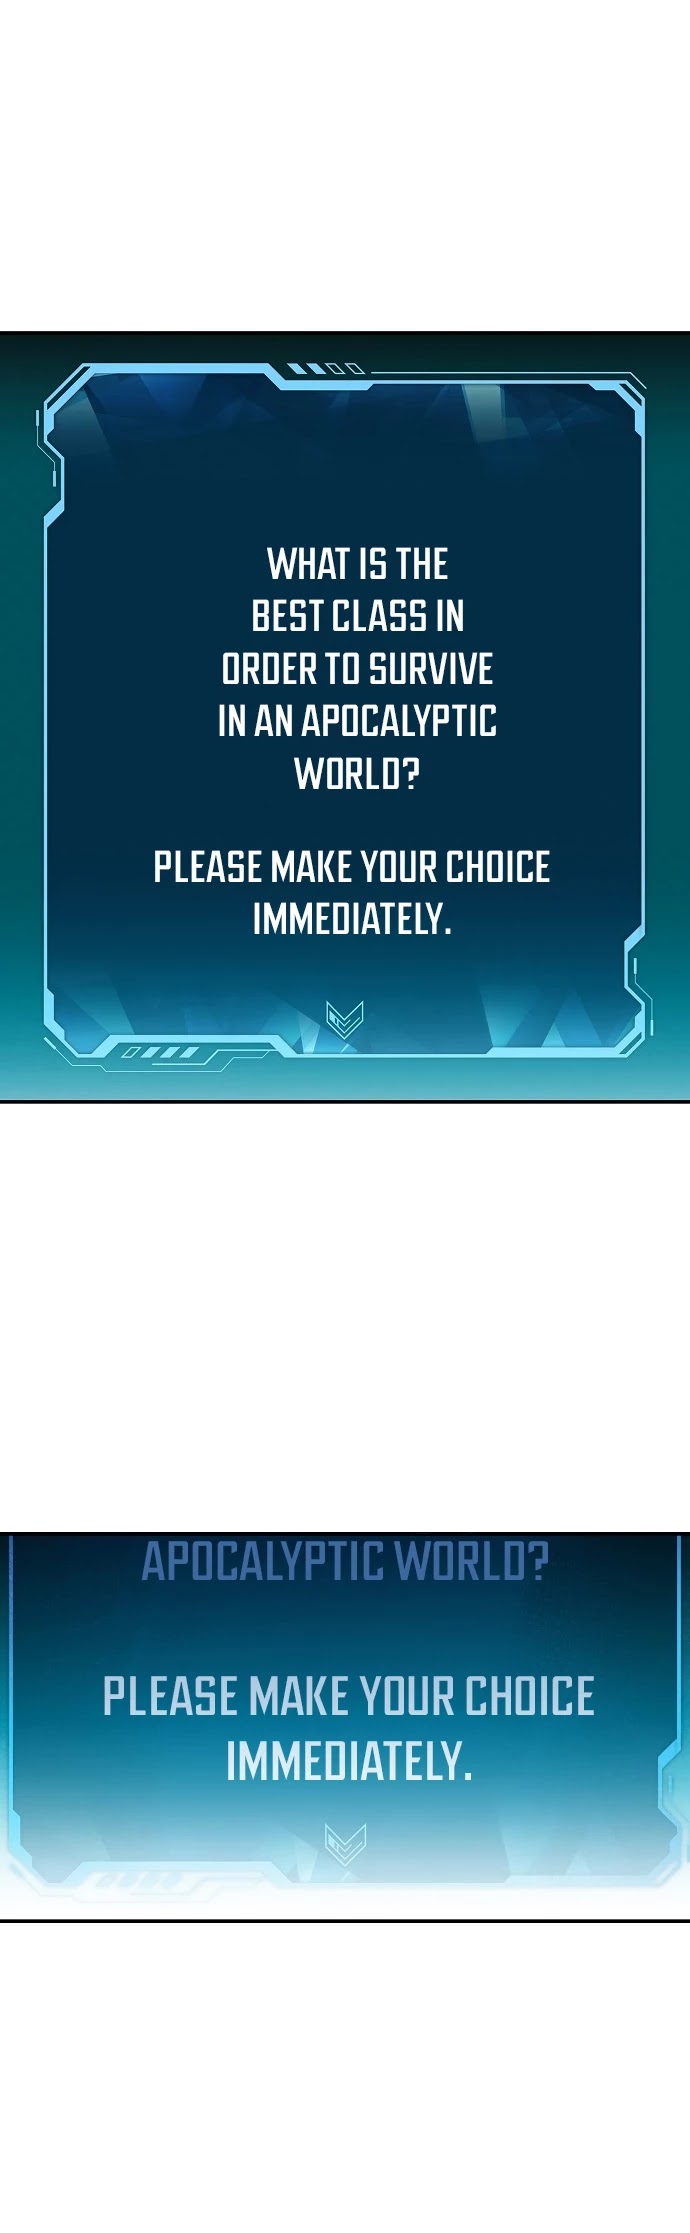 WHAT IS THE
BEST CLASS IN
ORDER TO SURVIVE
IN AN APOCALYPTIC
WORLD?
PLEASE MAKE YOUR CHOICE
IMMEDIATELY.
APOCALYPTIC WORLD?
PLEASE MAKE YOUR CHOICE
IMMEDIATELY.